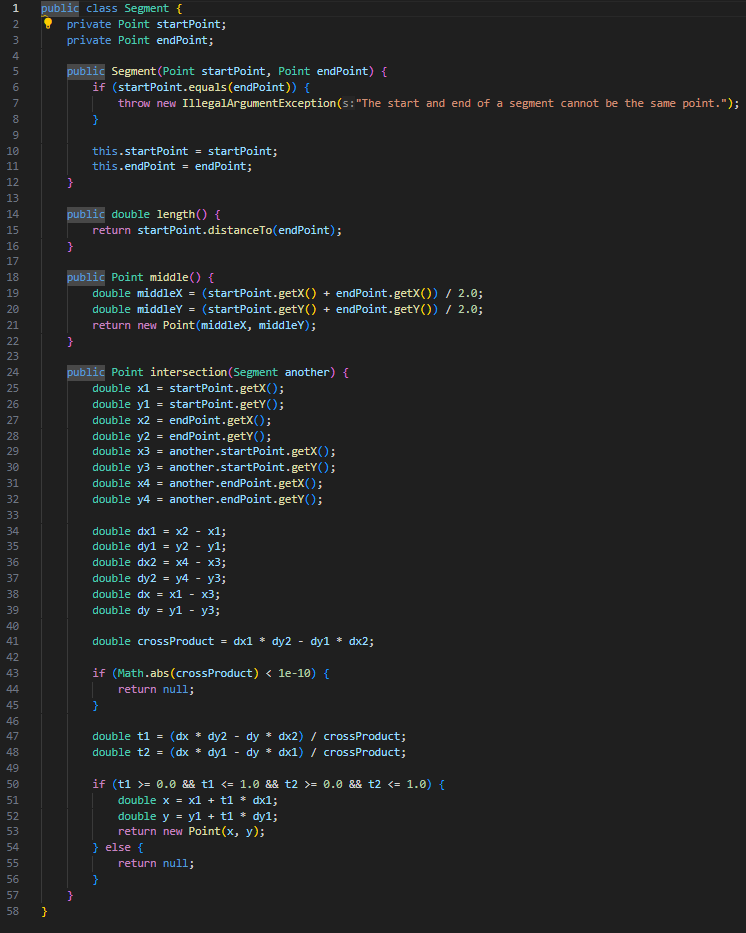 1 public class Segment {
2 private Point startPoint;
3 private Point endPoint;
4
5 public Segment(Point startPoint, Point endPoint) {
6 if (startPoint.equals(endPoint)) {
7 throw new IllegalArgumentException(s:"The start and end of a segment cannot be the same point.");
8 }
9
10 this.startPoint = startPoint;
11 this.endPoint = endPoint;
12 }
13
14 public double length() {
15 return startPoint.distanceTo(endPoint);
16 }
17
18 public Point middle() {
19 double middleX = (startPoint.getX() + endPoint.getX()) / 2.0;
20 double middleY = (startPoint.getY() + endPoint.getY()) / 2.0;
21 return new Point(middleX, middleY);
22 }
23
24 public Point intersection(Segment another) {
25 double x1 = startPoint.getX();
26 double y1 = startPoint.getY();
27 double x2 = endPoint.getX();
28 double y2 = endPoint.getY();
29 double x3 = another.startPoint.getX();
30 double y3 = another.startPoint.getY();
31 double x4 = another.endPoint.getX();
32 double y4 = another.endPoint.getY();
33
34 double dx1 = x2 - x1;
35 double dy1 = y2 - y1;
36 double dx2 = x4 - x3;
37 double dy2 = y4 - y3;
38 double dx = x1 - x3;
39 double dy = y1 - y3;
40
41 double crossProduct = dx1 * dy2 - dy1 * dx2;
42
43 if (Math.abs(crossProduct) < 1e-10) {
44 return null;
45 }
46
47 double t1 = (dx * dy2 - dy * dx2) / crossProduct;
48 double t2 = (dx * dy1 - dy * dx1) / crossProduct;
49
50 if (t1 >= 0.0 && t1 <= 1.0 && t2 >= 0.0 && t2 <= 1.0) {
51 double x = x1 + t1 * dx1;
52 double y = y1 + t1 * dy1;
53 return new Point(x, y);
54 } else {
55 return null;
56 }
57 }
58 }